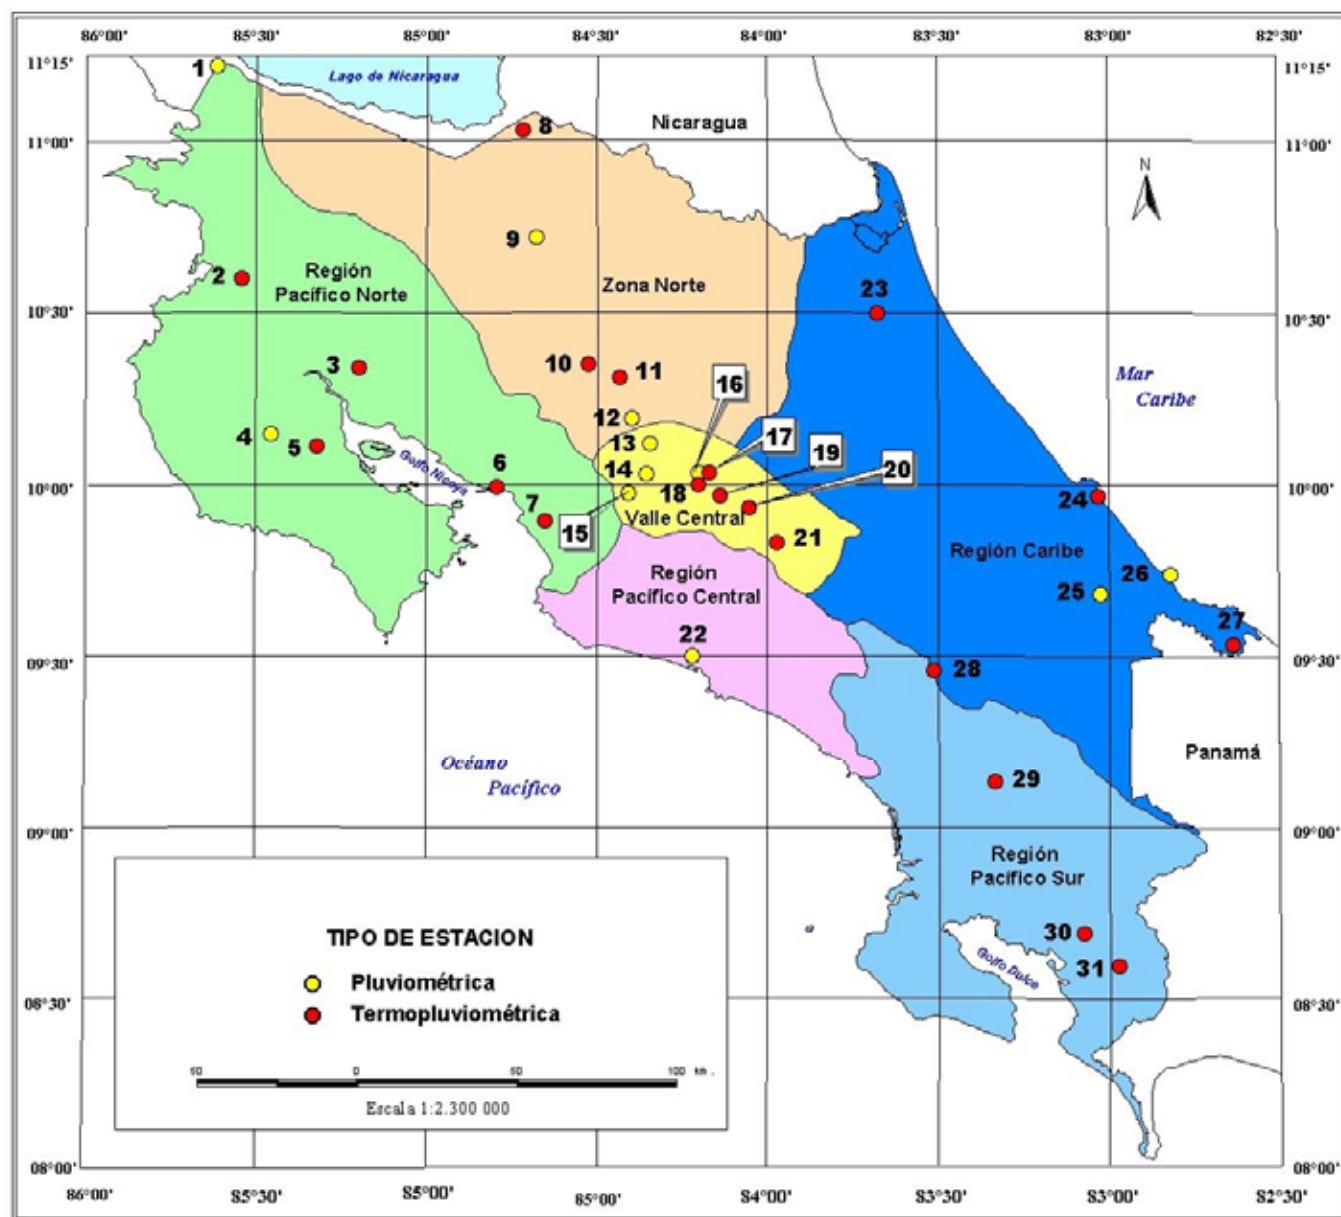 86°00' 85°30' 85°00' 84°30' 84°00' 83°30' 83°00' 82°30'
11°15' 11°15'
1
Lago de Nicaragua
8
Nicaragua
11°00' 11°00'
N
9
2
Región
Pacífico Norte
Zona Norte
23
10°30' 10°30'
3
10
11
16
Mar
Caribe
12
4
5
13
17
19
20
14
Golfo Nicoya
6
10°00' 10°00'
18
24
7
15
Valle Central
21
Región Caribe
Región
Pacífico Central
25
26
22
27
09°30' 09°30'
28
Océano
Pacífico
29
Panamá
09°00' 09°00'
Región
Pacífico Sur
TIPO DE ESTACION
30
Golfo Dulce
31
Pluviométrica
08°30' 08°30'
Termopluviométrica
50 0 50 100 km .
Escala 1:2.300 000
08°00' 08°00'
86°00' 85°30' 85°00' 85°00' 84°00' 83°30' 83°00' 82°30'